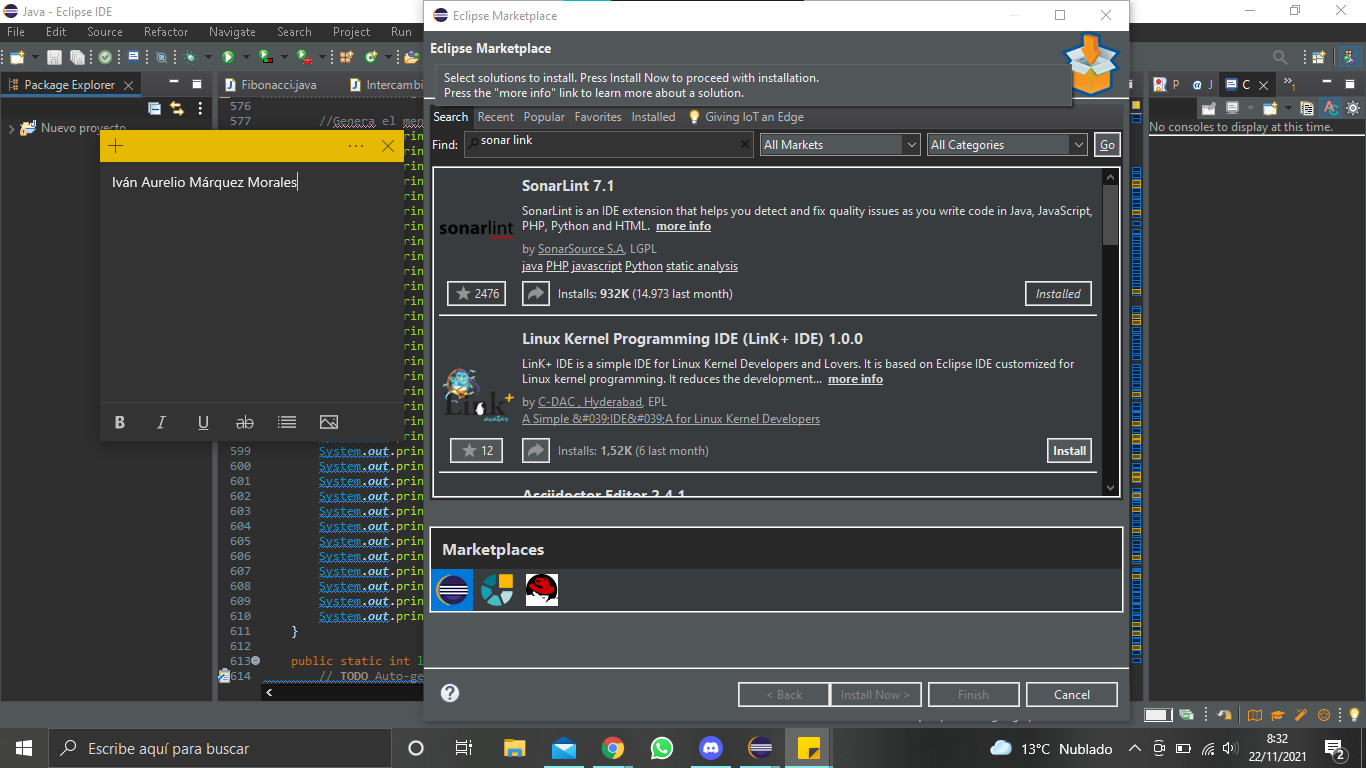 Java - Eclipse IDE
File Edit Source Refactor Navigate Search Project Run
Package Explorer
Nuevo proyecto
Iván Aurelio Márquez Morales
B I U ab
Fibonacci.java
Intercambi
576
577 //Genera el men
599 System.out.prin
600 System.out.prin
601 System.out.prin
602 System.out.prin
603 System.out.prin
604 System.out.prin
605 System.out.prin
606 System.out.prin
607 System.out.prin
608 System.out.prin
609 System.out.prin
610 System.out.prin
611 }
612
613 public static int l
614 // TODO Auto-ge
Eclipse Marketplace
Eclipse Marketplace
Select solutions to install. Press Install Now to proceed with installation.
Press the "more info" link to learn more about a solution.
Search Recent Popular Favorites Installed Giving IoT an Edge
Find: sonar link All Markets All Categories Go
SonarLint 7.1
SonarLint is an IDE extension that helps you detect and fix quality issues as you write code in Java, JavaScript,
PHP, Python and HTML. more info
sonarlint
by SonarSource S.A, LGPL
java PHP javascript Python static analysis
2476 Installs: 932K (14.973 last month) Installed
Linux Kernel Programming IDE (LinK+ IDE) 1.0.0
LinK+ IDE is a simple IDE for Linux Kernel Developers and Lovers. It is based on Eclipse IDE customized for
Linux kernel programming. It reduces the development... more info
Link+
avatar
by C-DAC , Hyderabad, EPL
A Simple &#039;IDE&#039;A for Linux Kernel Developers
12 Installs: 1,52K (6 last month) Install
Asciidoctor Editor 2.4.1
Marketplaces
< Back Install Now > Finish Cancel
P @ J C
No consoles to display at this time.
Escribe aquí para buscar
13°C Nublado
8:32
22/11/2021
2